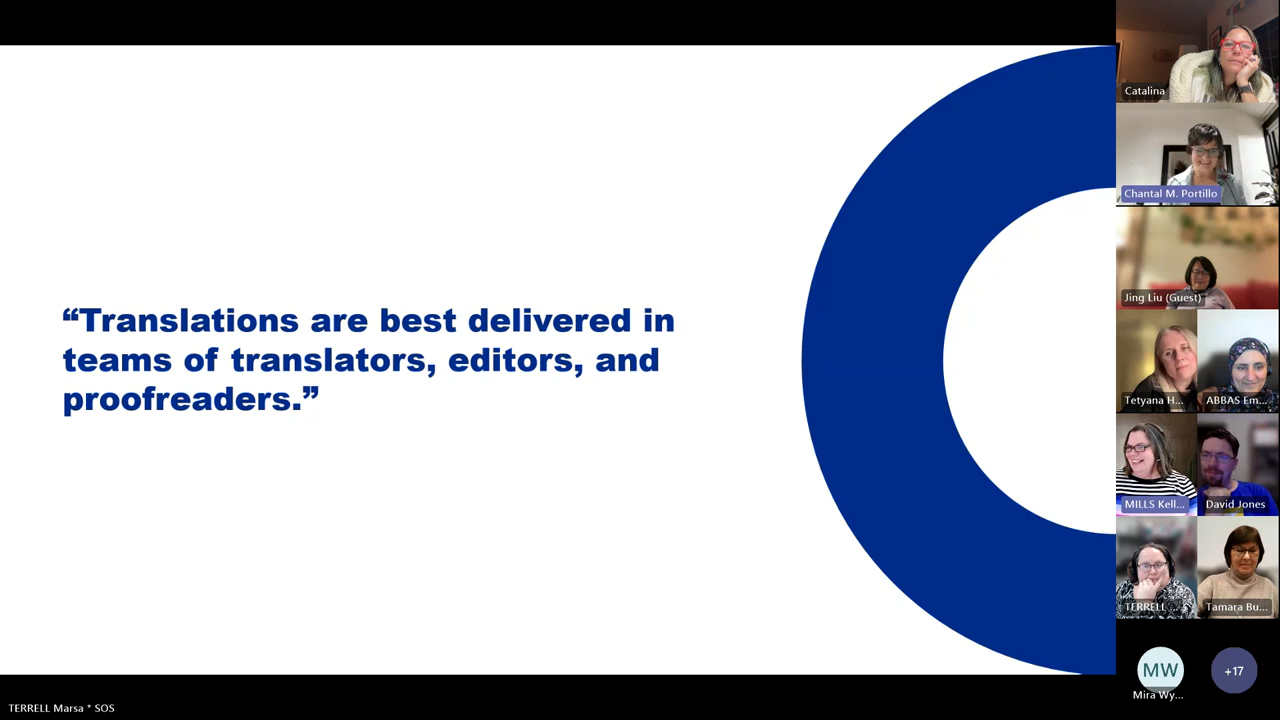 “Translations are best delivered in
teams of translators, editors, and
proofreaders.”
Catalina
Chantal M. Portillo
Jing Liu (Guest)
Tetyana H...
ABBAS Em...
MILLS Kell...
David Jones
TERRELL ...
Tamara Bu...
MW
Mira Wy...
+17
TERRELL Marsa * SOS